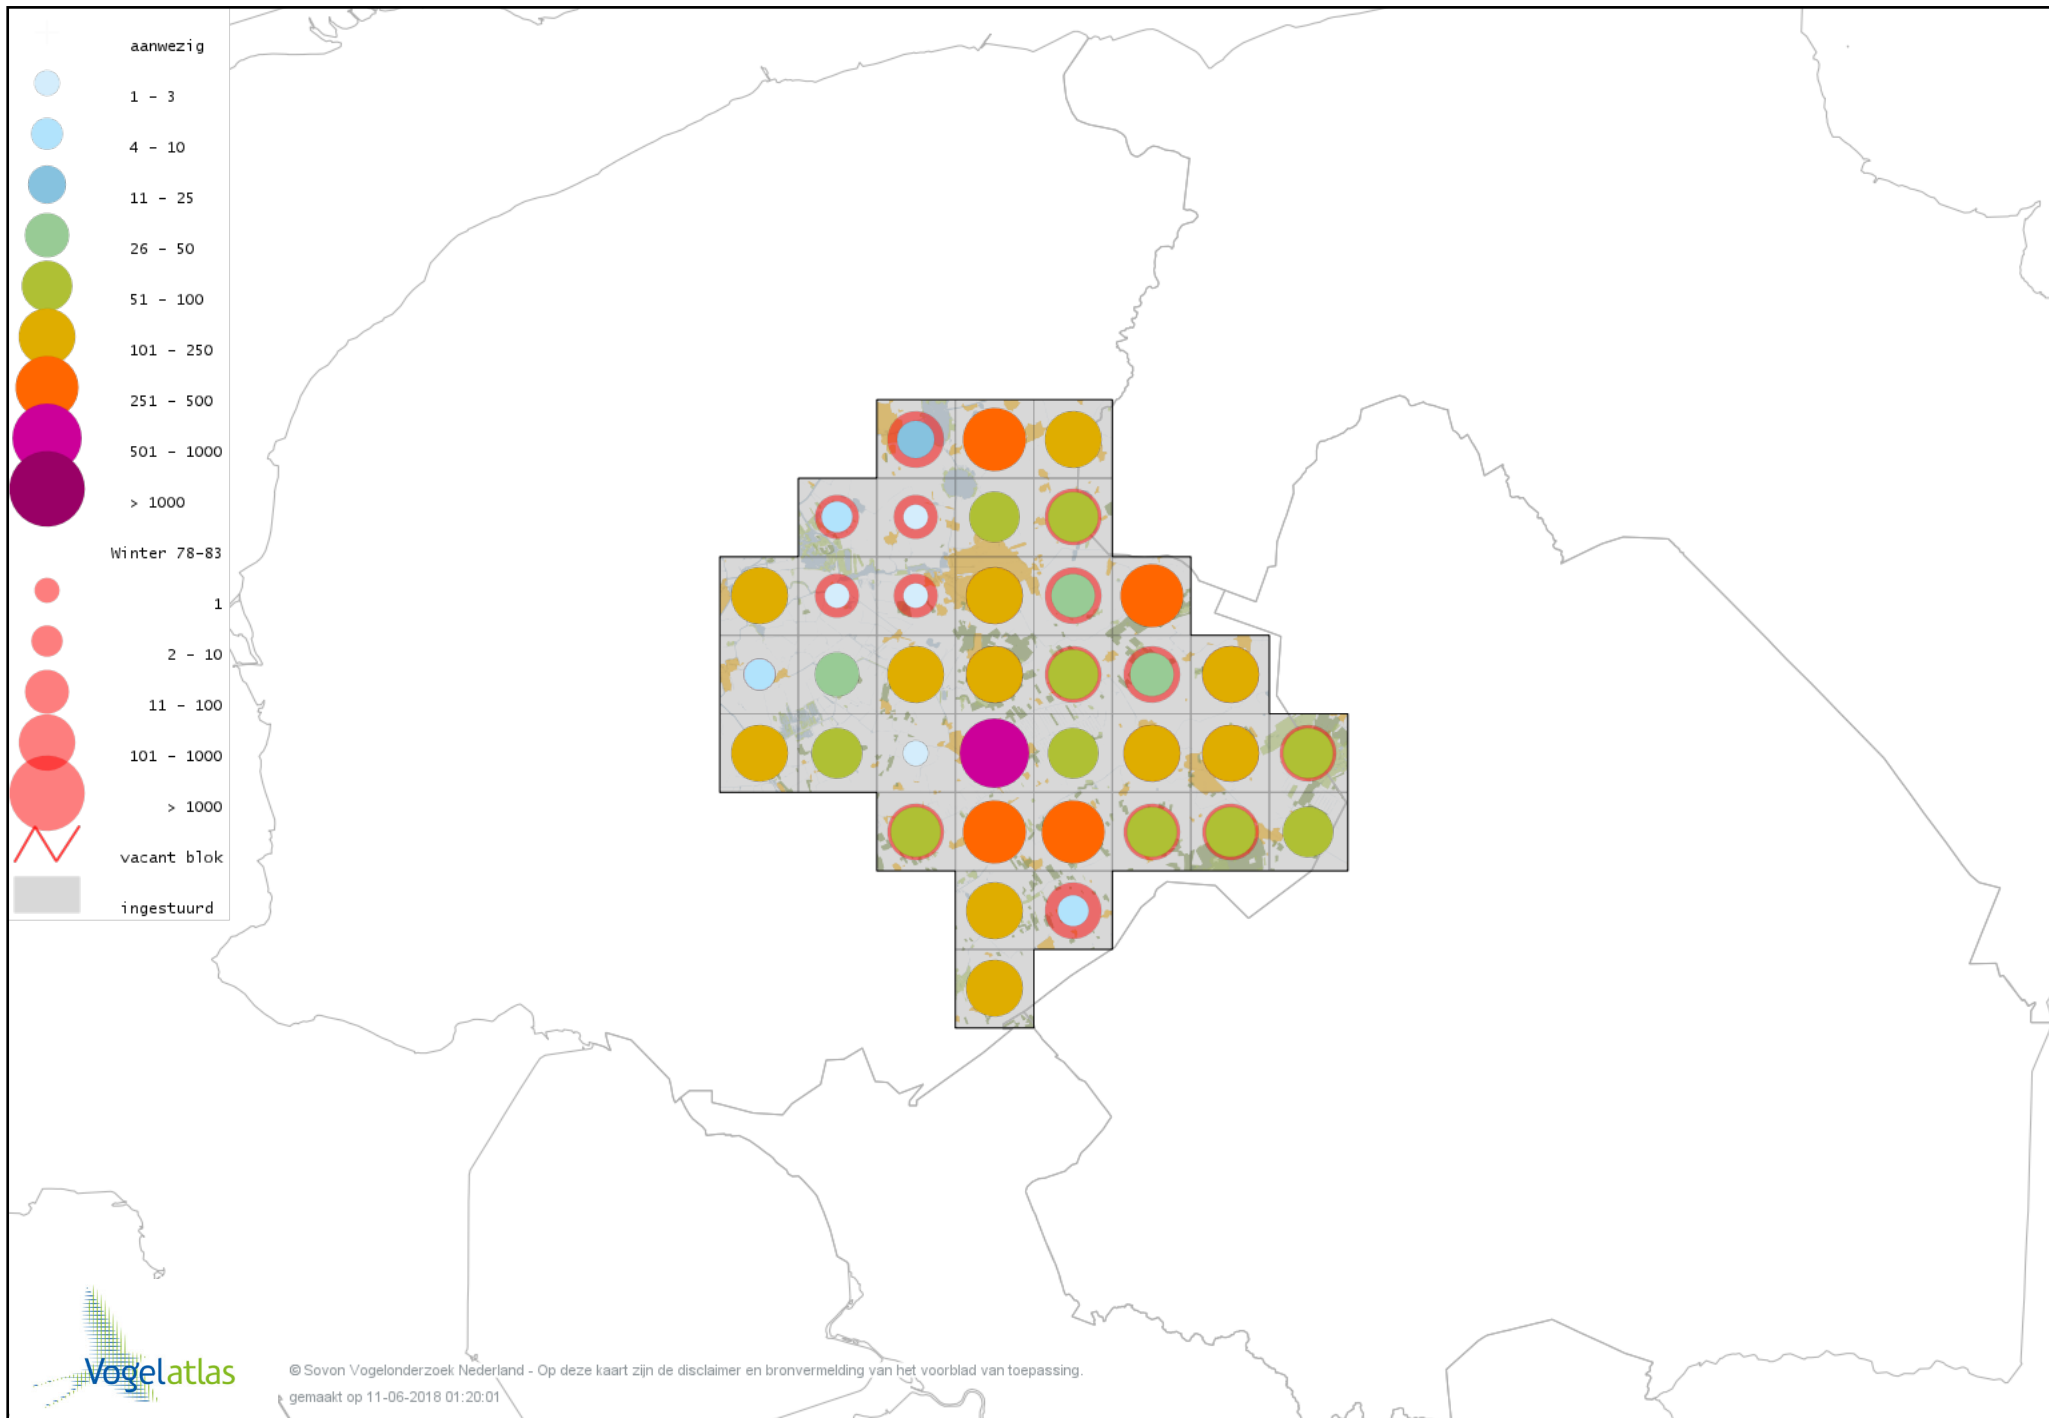 aanwezig
1 - 3
4 - 10
11 - 25
26 - 50
51 - 100
101 - 250
251 - 500
501 - 1000
> 1000
Winter 78-83
1
2 - 10
11 - 100
101 - 1000
> 1000
vacant blok
ingestuurd
Vogelatlas
© Sovon Vogelonderzoek Nederland - Op deze kaart zijn de disclaimer en bronvermelding van het voorblad van toepassing.
gemaakt op 11-06-2018 01:20:01